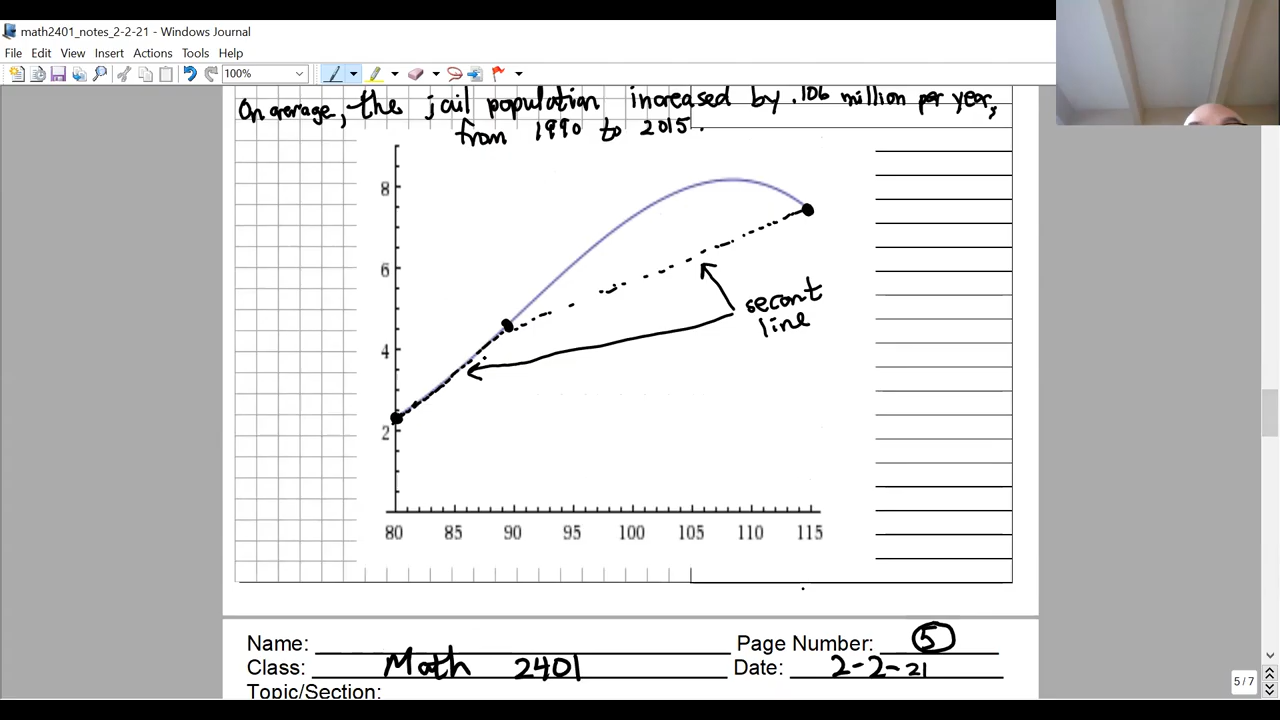 math2401_notes_2-2-21 - Windows Journal
File Edit View Insert Actions Tools Help
100%
On average, the jail population increased by .106 million per year,
from 1990 to 2015.
8
6
4
2
secant
line
80 85 90 95 100 105 110 115
Name: Page Number: 5
Class: Math 2401 Date: 2-2-21
Topic/Section:
5 / 7